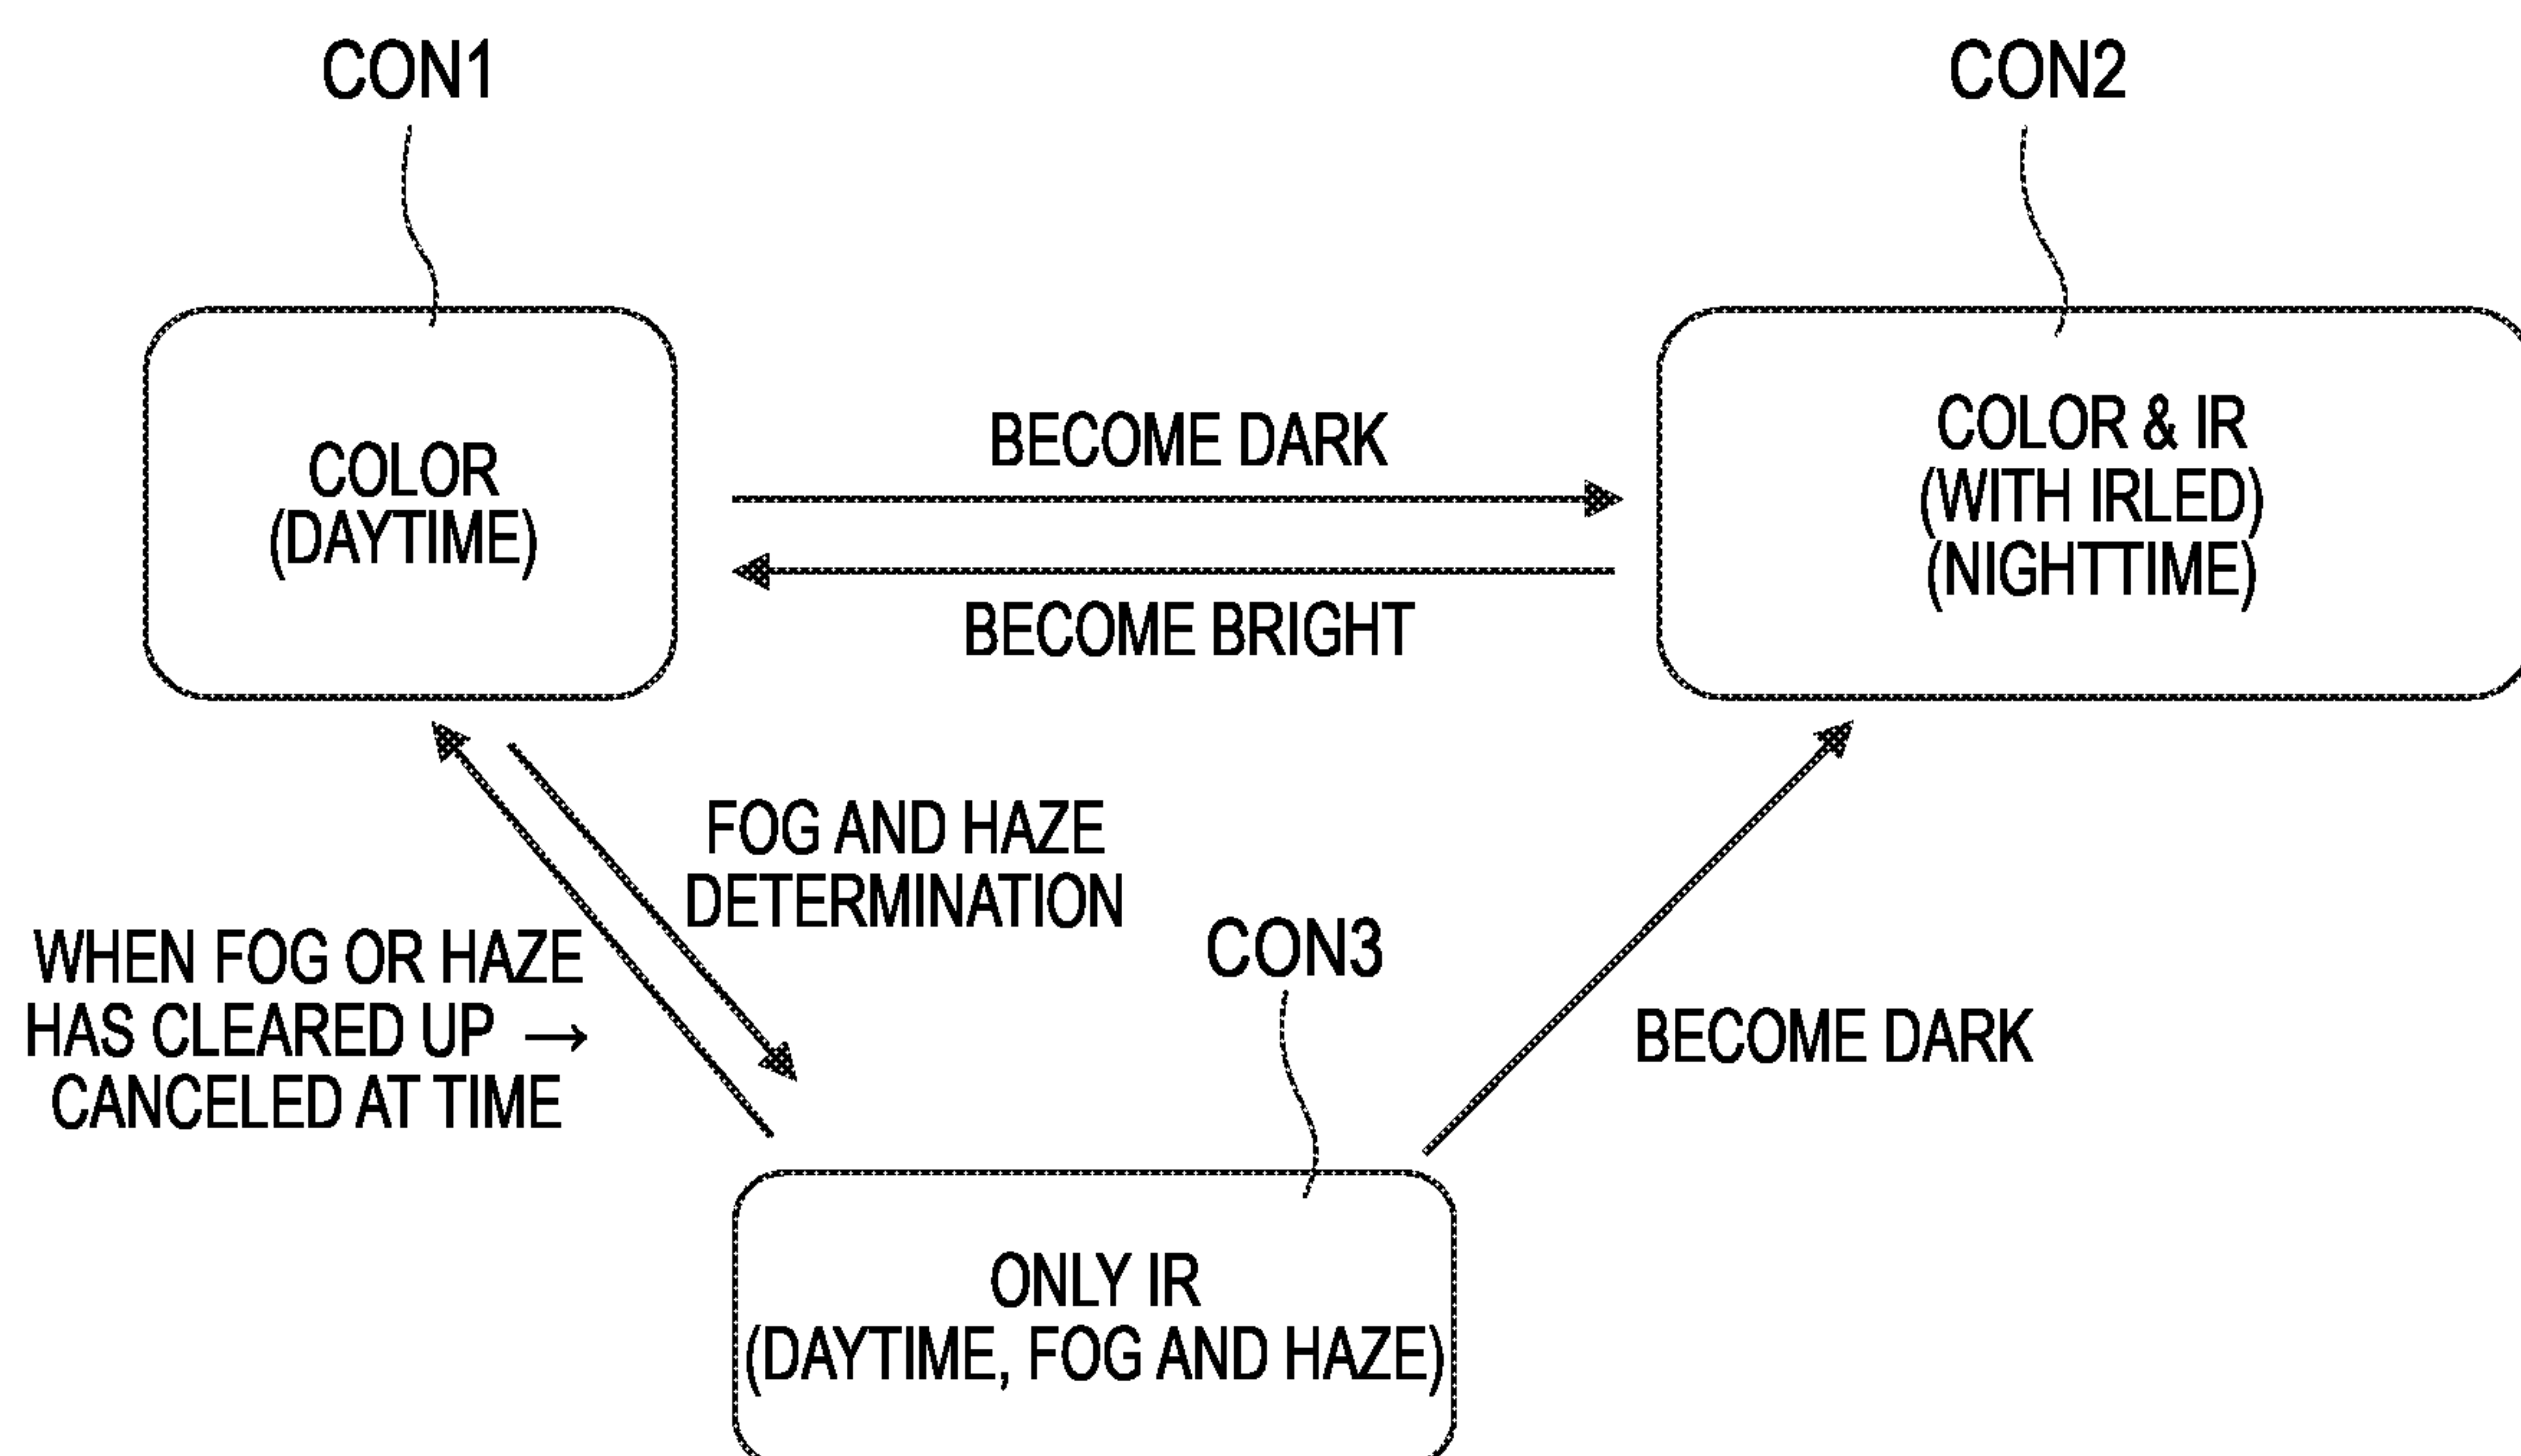 CON1
CON2
COLOR
(DAYTIME)
BECOME DARK
BECOME BRIGHT
COLOR & IR
(WITH IRLED)
(NIGHTTIME)
FOG AND HAZE
DETERMINATION
WHEN FOG OR HAZE
HAS CLEARED UP →
CANCELED AT TIME
CON3
BECOME DARK
ONLY IR
(DAYTIME, FOG AND HAZE)